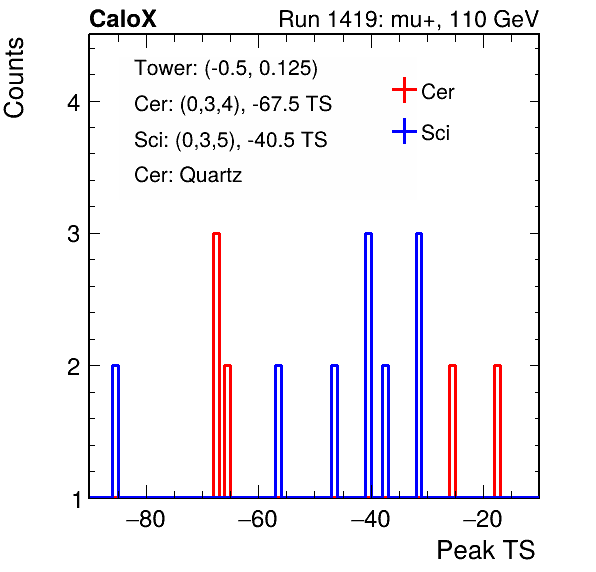 CaloX Run 1419: mu+, 110 GeV
Counts
Tower: (-0.5, 0.125)
Cer: (0,3,4), -67.5 TS
Sci: (0,3,5), -40.5 TS
Cer: Quartz
Cer
Sci
4
3
2
1
−80 −60 −40 −20
Peak TS